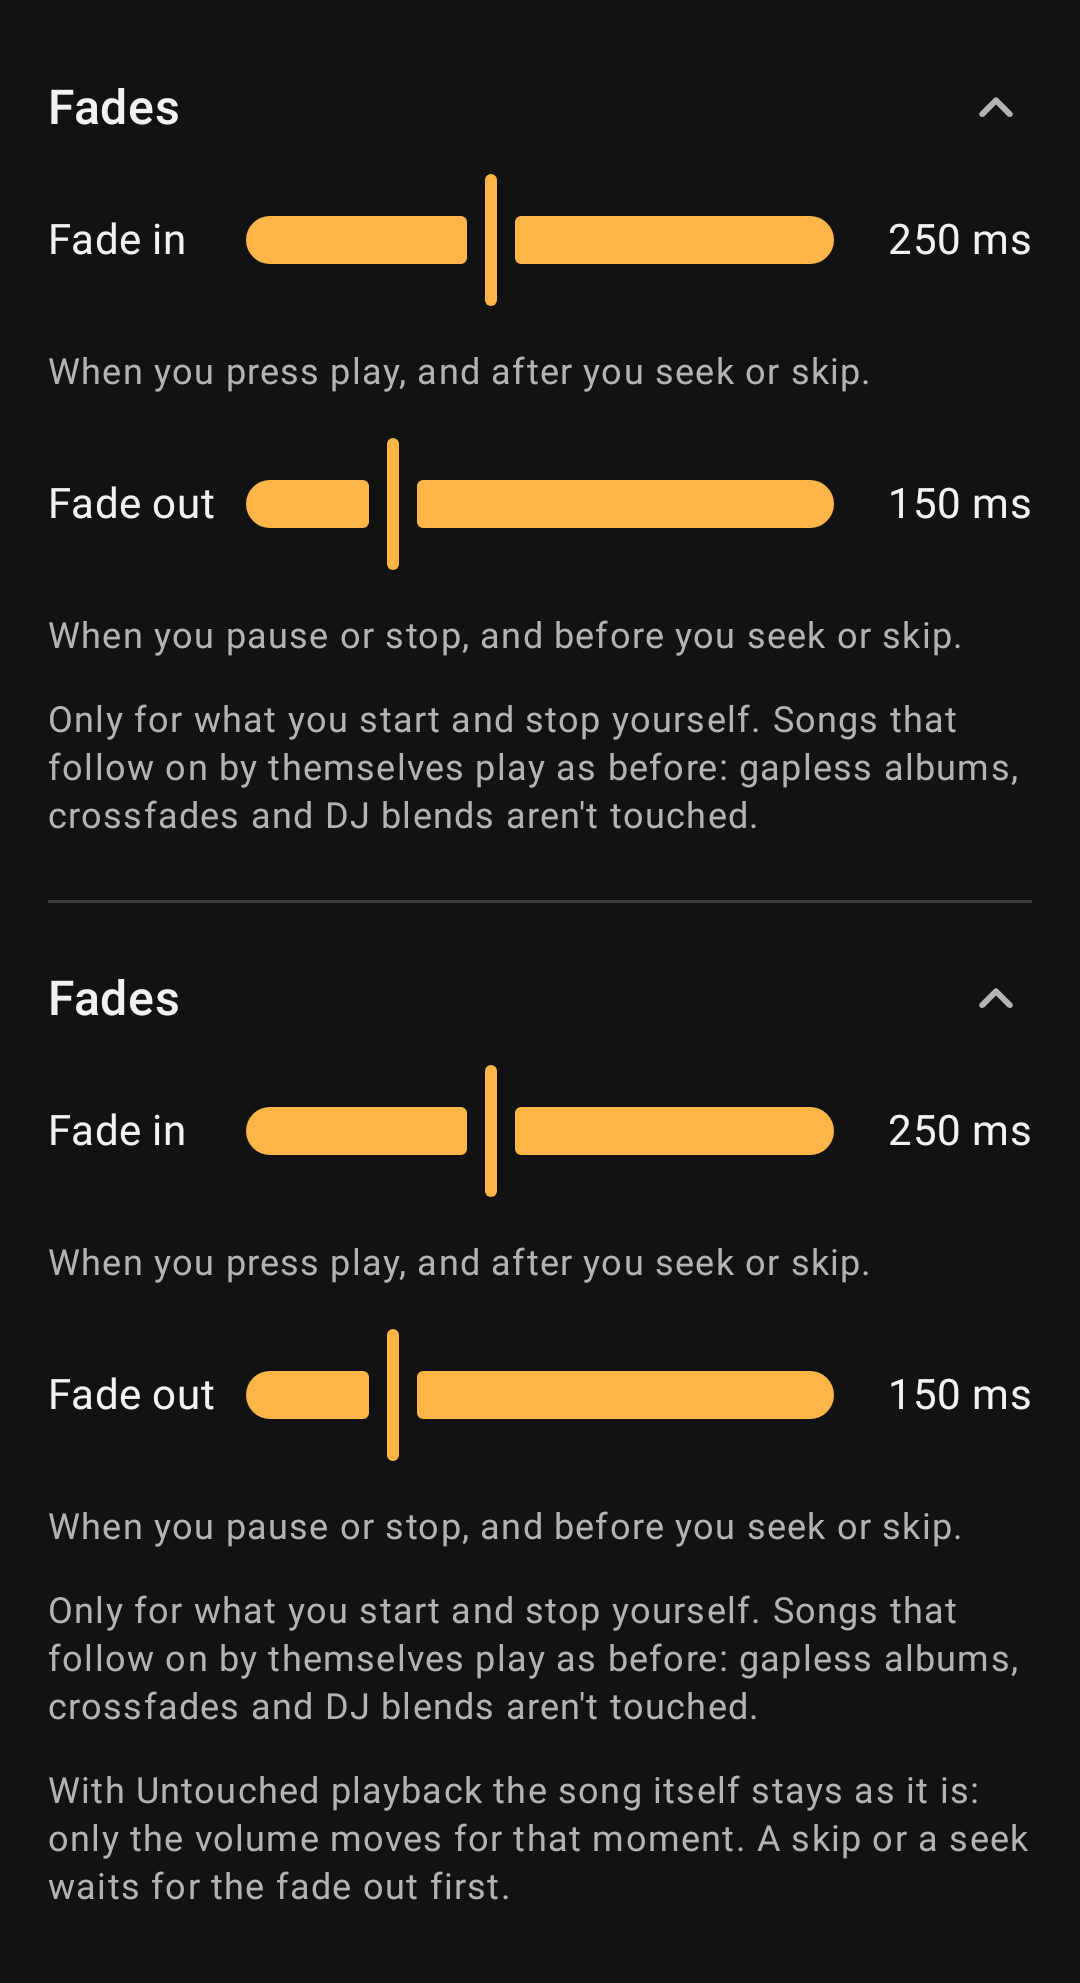 Fades
Fade in 250 ms
When you press play, and after you seek or skip.
Fade out 150 ms
When you pause or stop, and before you seek or skip.
Only for what you start and stop yourself. Songs that
follow on by themselves play as before: gapless albums,
crossfades and DJ blends aren't touched.
Fades
Fade in 250 ms
When you press play, and after you seek or skip.
Fade out 150 ms
When you pause or stop, and before you seek or skip.
Only for what you start and stop yourself. Songs that
follow on by themselves play as before: gapless albums,
crossfades and DJ blends aren't touched.
With Untouched playback the song itself stays as it is:
only the volume moves for that moment. A skip or a seek
waits for the fade out first.